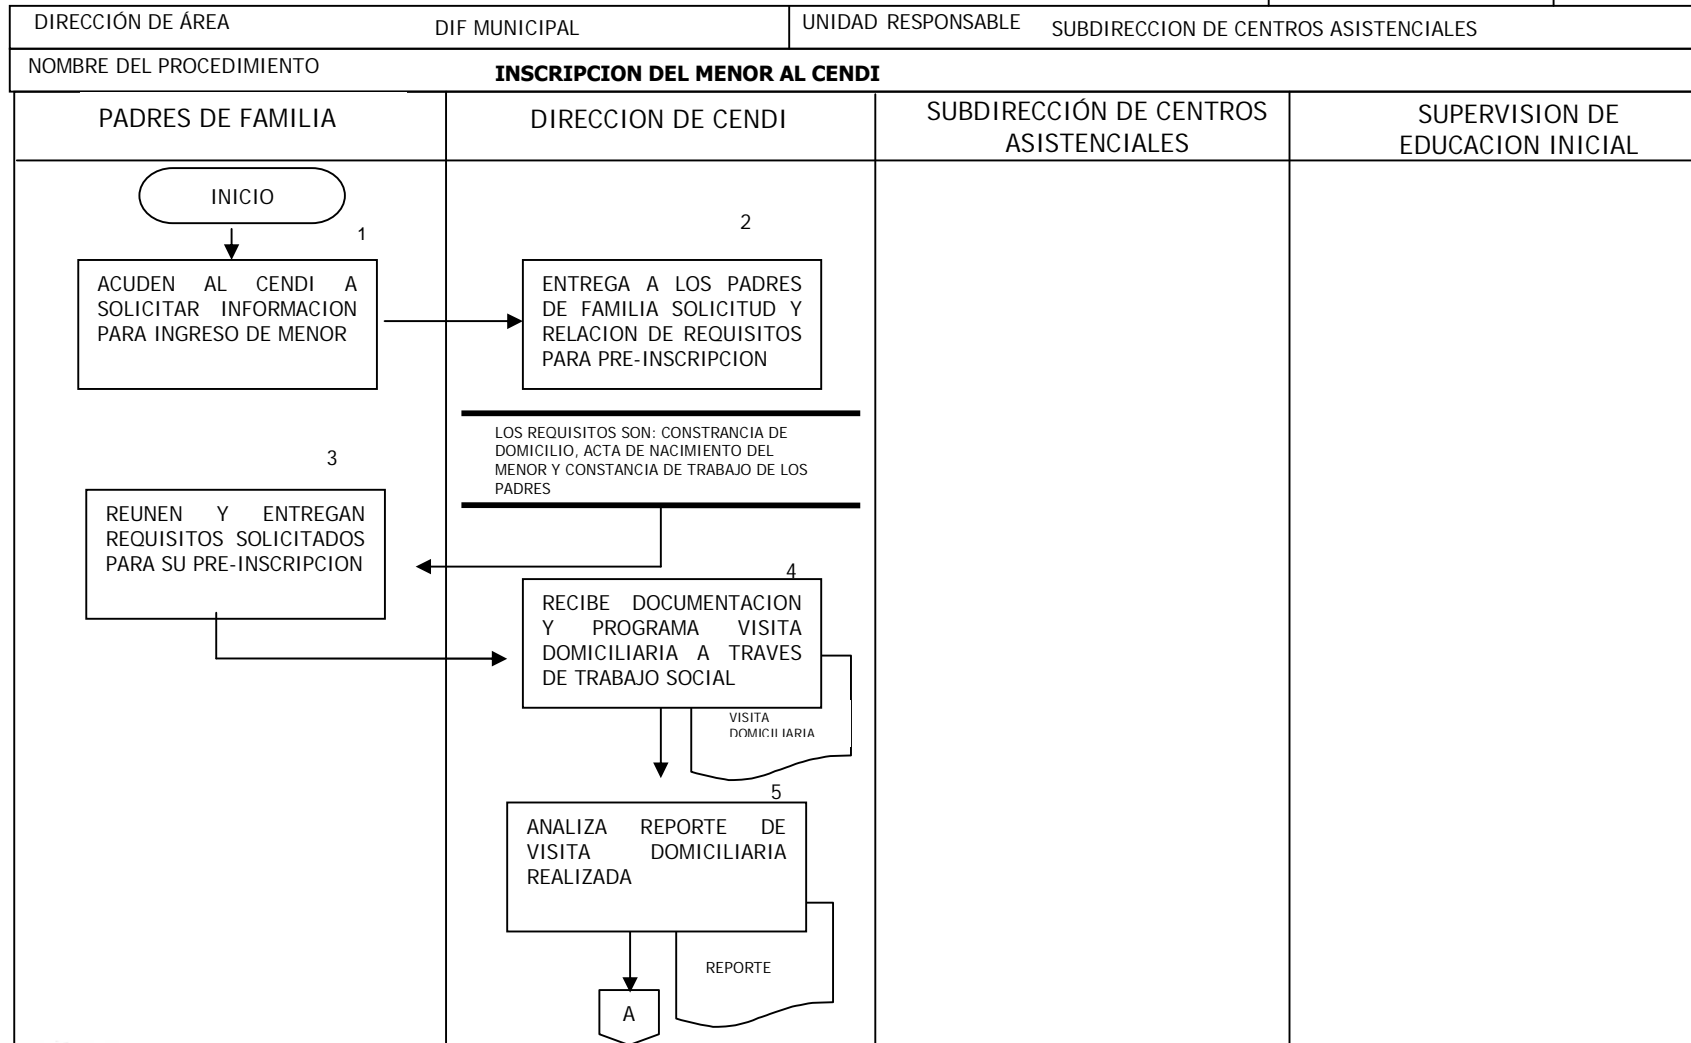 DIRECCIÓN DE ÁREA
DIF MUNICIPAL
UNIDAD RESPONSABLE
SUBDIRECCION DE CENTROS ASISTENCIALES
NOMBRE DEL PROCEDIMIENTO
INSCRIPCION DEL MENOR AL CENDI
PADRES DE FAMILIA
DIRECCION DE CENDI
SUBDIRECCIÓN DE CENTROS
ASISTENCIALES
SUPERVISION DE
EDUCACION INICIAL
INICIO
1
ACUDEN AL CENDI A
SOLICITAR INFORMACION
PARA INGRESO DE MENOR
2
ENTREGA A LOS PADRES
DE FAMILIA SOLICITUD Y
RELACION DE REQUISITOS
PARA PRE-INSCRIPCION
LOS REQUISITOS SON: CONSTRANCIA DE
DOMICILIO, ACTA DE NACIMIENTO DEL
MENOR Y CONSTANCIA DE TRABAJO DE LOS
PADRES
3
REUNEN Y ENTREGAN
REQUISITOS SOLICITADOS
PARA SU PRE-INSCRIPCION
4
RECIBE DOCUMENTACION
Y PROGRAMA VISITA
DOMICILIARIA A TRAVES
DE TRABAJO SOCIAL
VISITA
DOMICILIARIA
5
ANALIZA REPORTE DE
VISITA DOMICILIARIA
REALIZADA
REPORTE
A